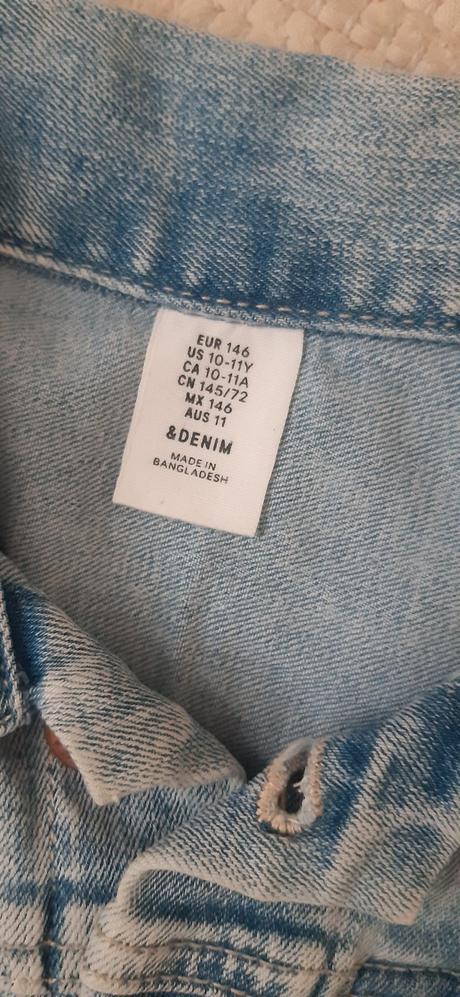 EUR 146
US 10-11Y
CA 10-11A
CN 145/72
MX 146
AUS 11
&DENIM
MADE IN
BANGLADESH